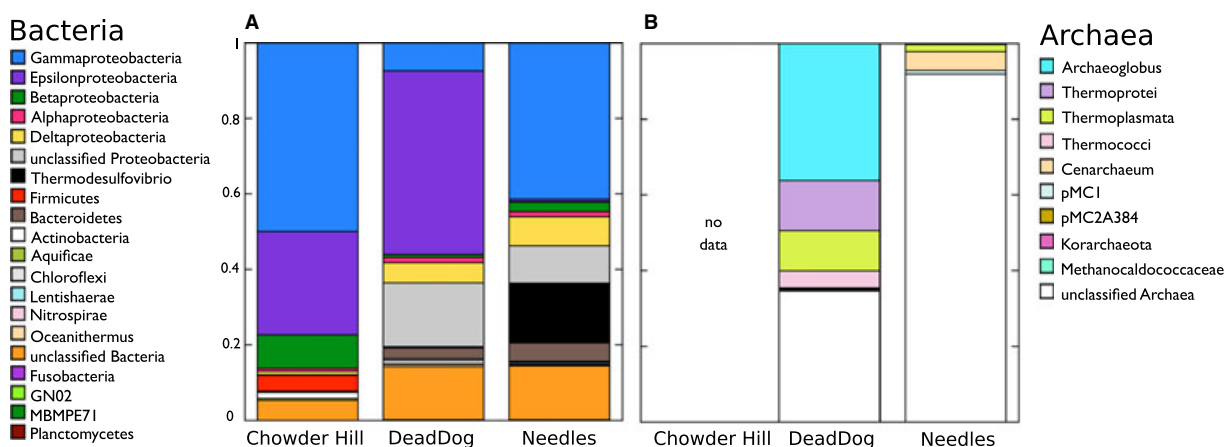 Bacteria
Gammaproteobacteria
Epsilonproteobacteria
Betaproteobacteria
Alphaproteobacteria
Deltaproteobacteria
unclassified Proteobacteria
Thermodesulfovibrio
Firmicutes
Bacteroidetes
Actinobacteria
Aquificae
Chloroflexi
Lentishaerae
Nitrospirae
Oceanithermus
unclassified Bacteria
Fusobacteria
GN02
MBMPE71
Planctomycetes
A
1
0.8
0.6
0.4
0.2
0
Chowder Hill
DeadDog
Needles
B
no
data
Chowder Hill
DeadDog
Needles
Archaea
Archaeoglobus
Thermoprotei
Thermoplasmata
Thermococci
Cenarchaeum
pMC1
pMC2A384
Korarchaeota
Methanocaldococcaceae
unclassified Archaea